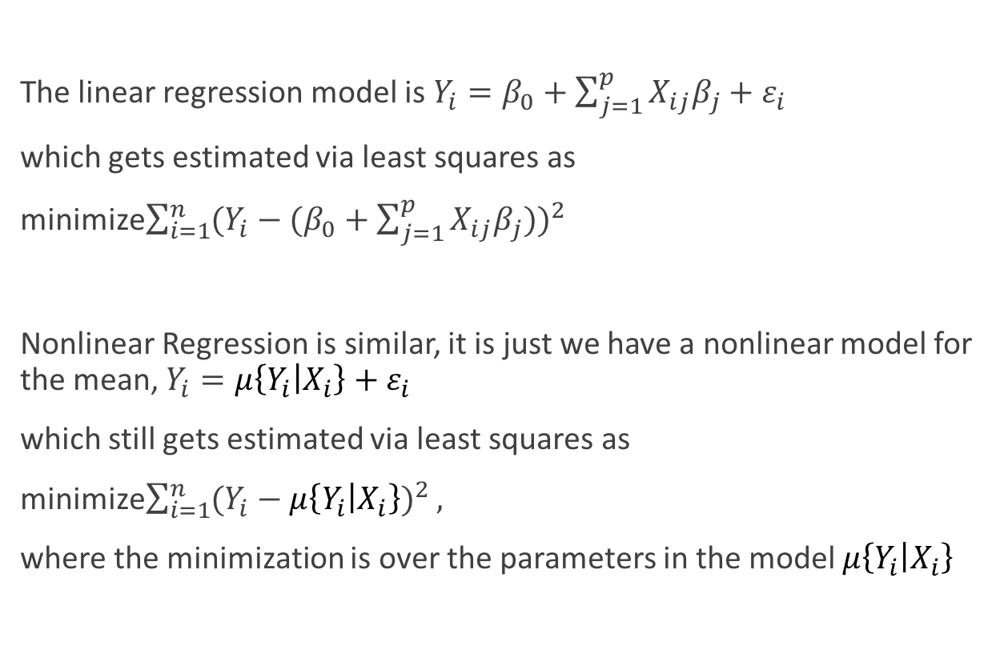 The linear regression model is $Y_i = \beta_0 + \sum_{j=1}^{p} X_{ij}\beta_j + \varepsilon_i$
which gets estimated via least squares as
minimize$\sum_{i=1}^{n}(Y_i - (\beta_0 + \sum_{j=1}^{p} X_{ij}\beta_j))^2$
Nonlinear Regression is similar, it is just we have a nonlinear model for
the mean, $Y_i = \mu\{Y_i|X_i\} + \varepsilon_i$
which still gets estimated via least squares as
minimize$\sum_{i=1}^{n}(Y_i - \mu\{Y_i|X_i\})^2$ ,
where the minimization is over the parameters in the model $\mu\{Y_i|X_i\}$